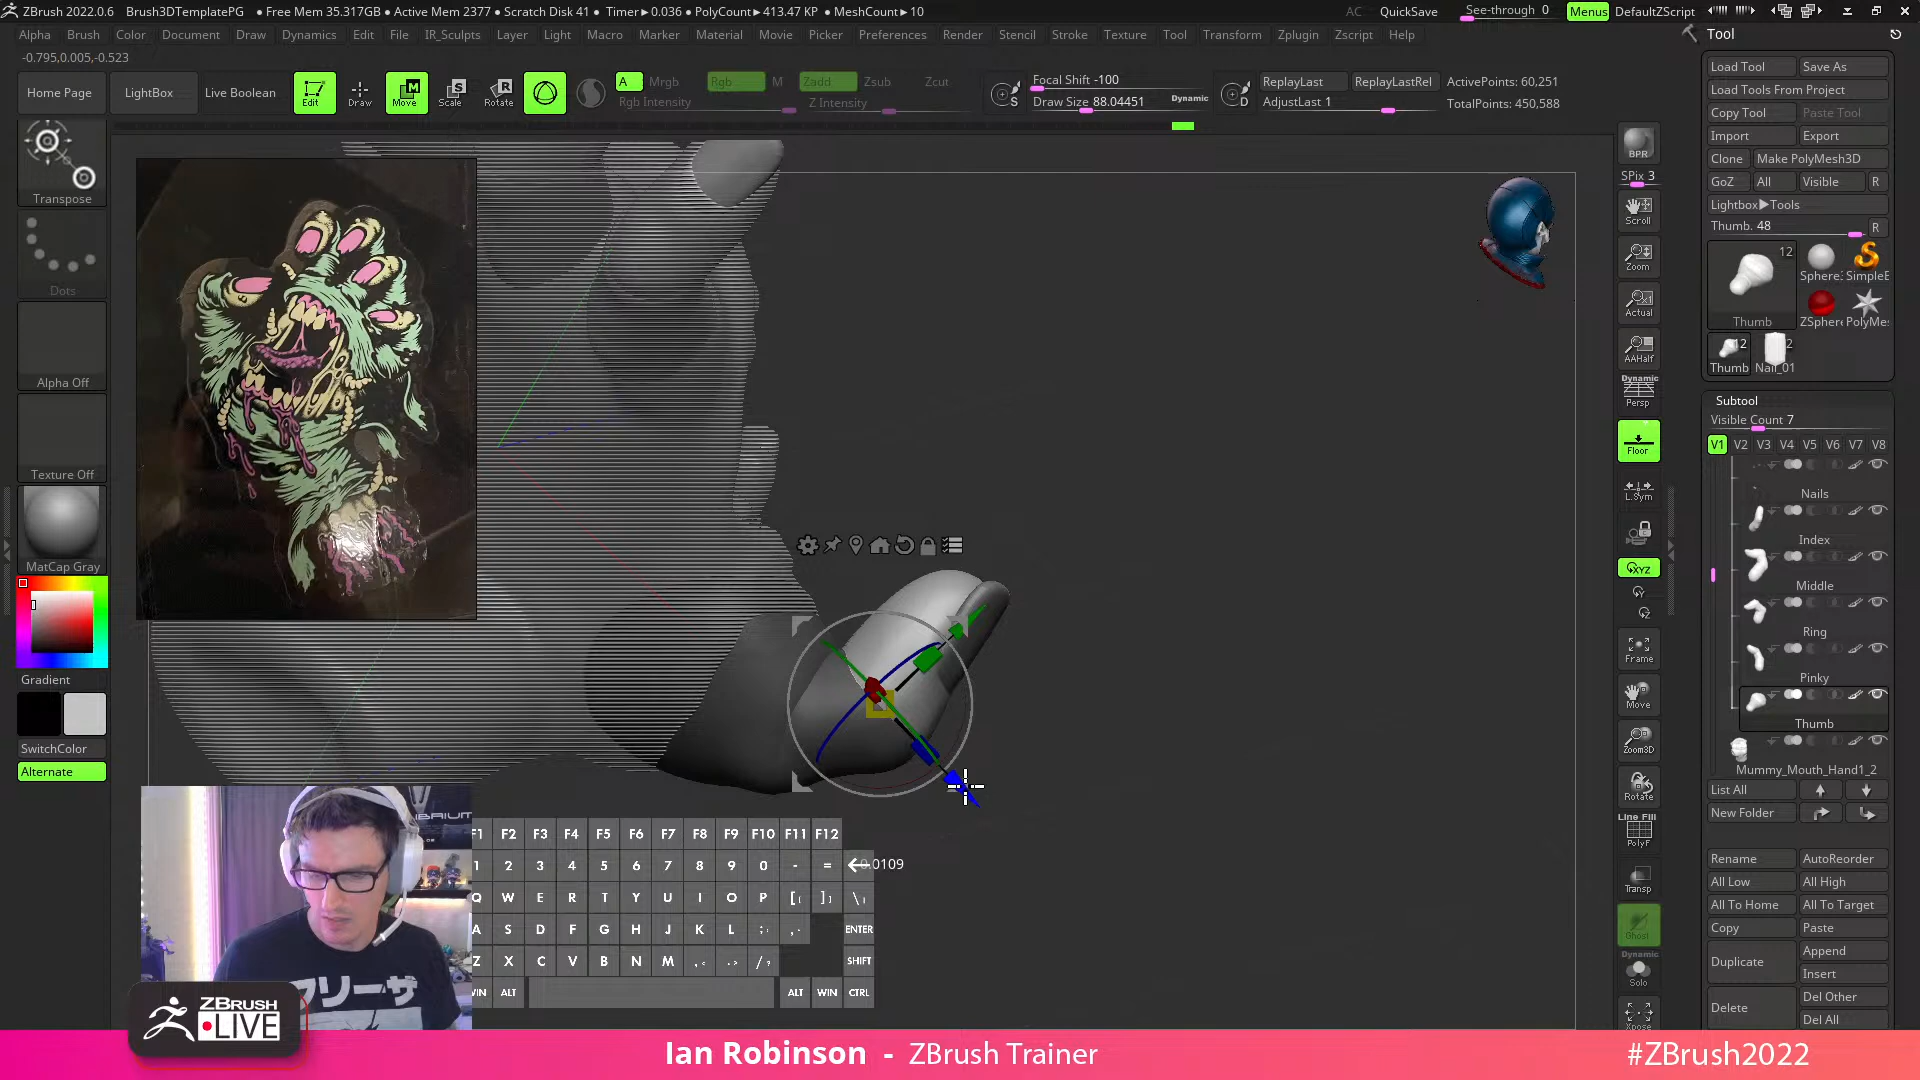 ZBrush 2022.0.6 Brush3DTemplatePG • Free Mem 35.317GB • Active Mem 2377 • Scratch Disk 41 • Timer▸0.036 • PolyCount▸413.47 KP • MeshCount▸10 AC QuickSave See-through 0 Menus DefaultZScript
Alpha Brush Color Document Draw Dynamics Edit File IR_Sculpts Layer Light Macro Marker Material Movie Picker Preferences Render Stencil Stroke Texture Tool Transform Zplugin Zscript Help
-0.795,0.005,-0.523
Home Page LightBox Live Boolean Edit Draw Move Scale Rotate
A Mrgb Rgb M Zadd Zsub Zcut
Rgb Intensity Z Intensity
Focal Shift -100
Draw Size 88.04451 Dynamic
ReplayLast ReplayLastRel ActivePoints: 60,251
AdjustLast 1 TotalPoints: 450,588
Transpose
Dots
Alpha Off
Texture Off
MatCap Gray
Gradient
SwitchColor
Alternate
BPR
SPix 3
Scroll
Zoom
Actual
AAHalf
Dynamic
Persp
Floor
L.Sym
XYZ
Frame
Move
Zoom3D
Rotate
Line Fill
PolyF
Transp
Ghost
Dynamic
Solo
Xpose
Tool
Load Tool Save As
Load Tools From Project
Copy Tool Paste Tool
Import Export
Clone Make PolyMesh3D
GoZ All Visible R
Lightbox▸Tools
Thumb. 48 R
12
Thumb
12
Thumb Nail_01
Subtool
Visible Count 7
V1 V2 V3 V4 V5 V6 V7 V8
Nails
Index
Middle
Ring
Pinky
Thumb
Mummy_Mouth_Hand1_2
List All
New Folder
Rename AutoReorder
All Low All High
All To Home All To Target
Copy Paste
Duplicate Append
Insert
Delete Del Other
Del All
F1 F2 F3 F4 F5 F6 F7 F8 F9 F10 F11 F12
1 2 3 4 5 6 7 8 9 0 - =
Q W E R T Y U I O P [ ] \
A S D F G H J K L ; ENTER
Z X C V B N M , . / SHIFT
WIN ALT ALT WIN CTRL
フリーザ
ZBRUSH
LIVE
Ian Robinson - ZBrush Trainer
#ZBrush2022